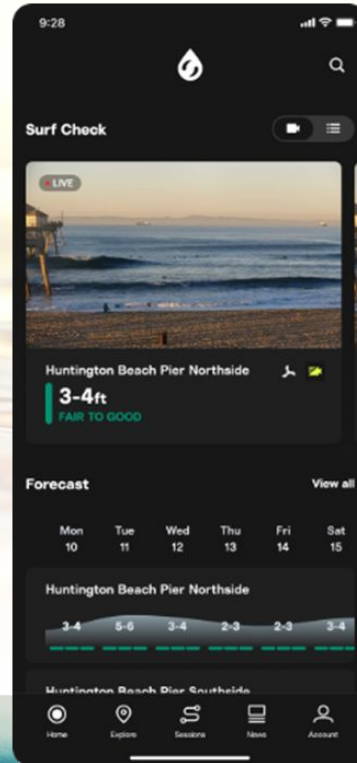 9:28
Surf Check
LIVE
Huntington Beach Pier Northside
3-4ft
FAIR TO GOOD
Forecast View all
Mon Tue Wed Thu Fri Sat
10 11 12 13 14 15
Huntington Beach Pier Northside
3-4 5-6 3-4 2-3 2-3 3-4
Huntington Beach Pier Southside
Home Explore Sessions News Account